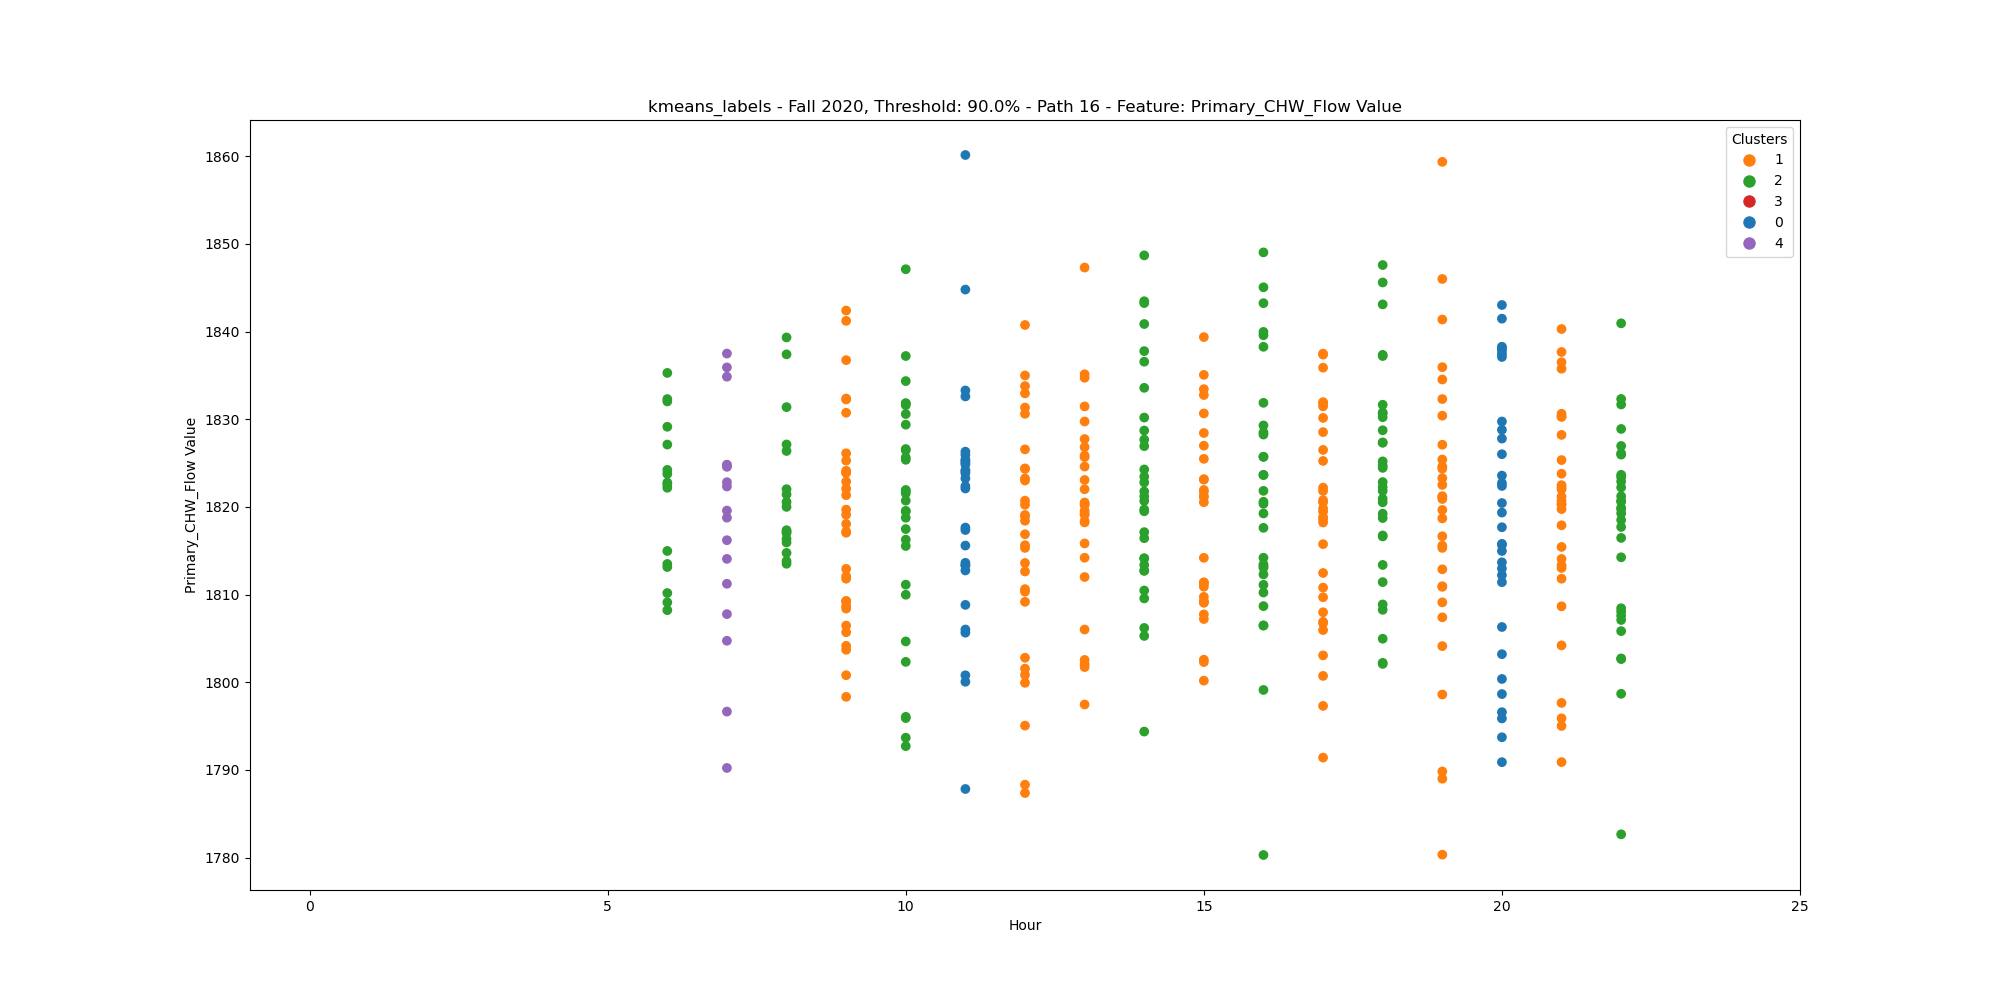 kmeans_labels - Fall 2020, Threshold: 90.0% - Path 16 - Feature: Primary_CHW_Flow Value
Clusters
1
2
3
0
4
1860
1850
1840
1830
1820
1810
1800
1790
1780
Primary_CHW_Flow Value
0 5 10 15 20 25
Hour